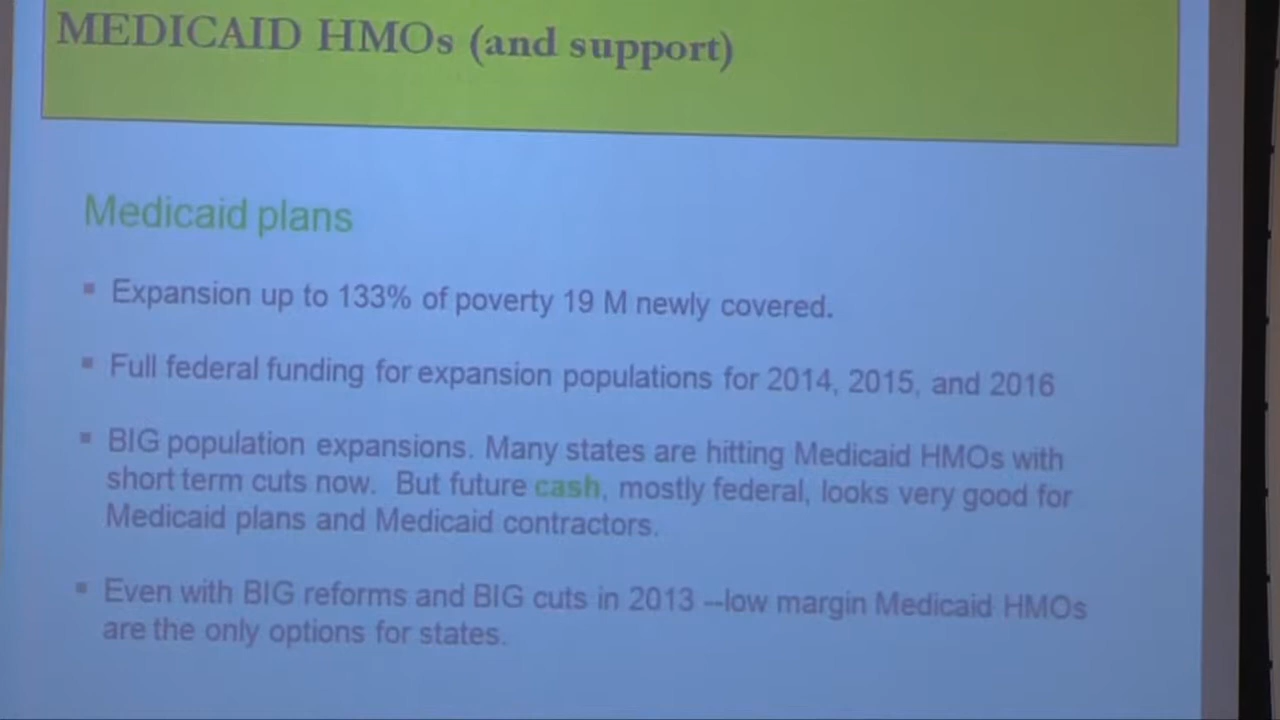 MEDICAID HMOs (and support)
Medicaid plans
▪ Expansion up to 133% of poverty 19 M newly covered.
▪ Full federal funding for expansion populations for 2014, 2015, and 2016
▪ BIG population expansions. Many states are hitting Medicaid HMOs with
short term cuts now. But future cash, mostly federal, looks very good for
Medicaid plans and Medicaid contractors.
▪ Even with BIG reforms and BIG cuts in 2013 –low margin Medicaid HMOs
are the only options for states.